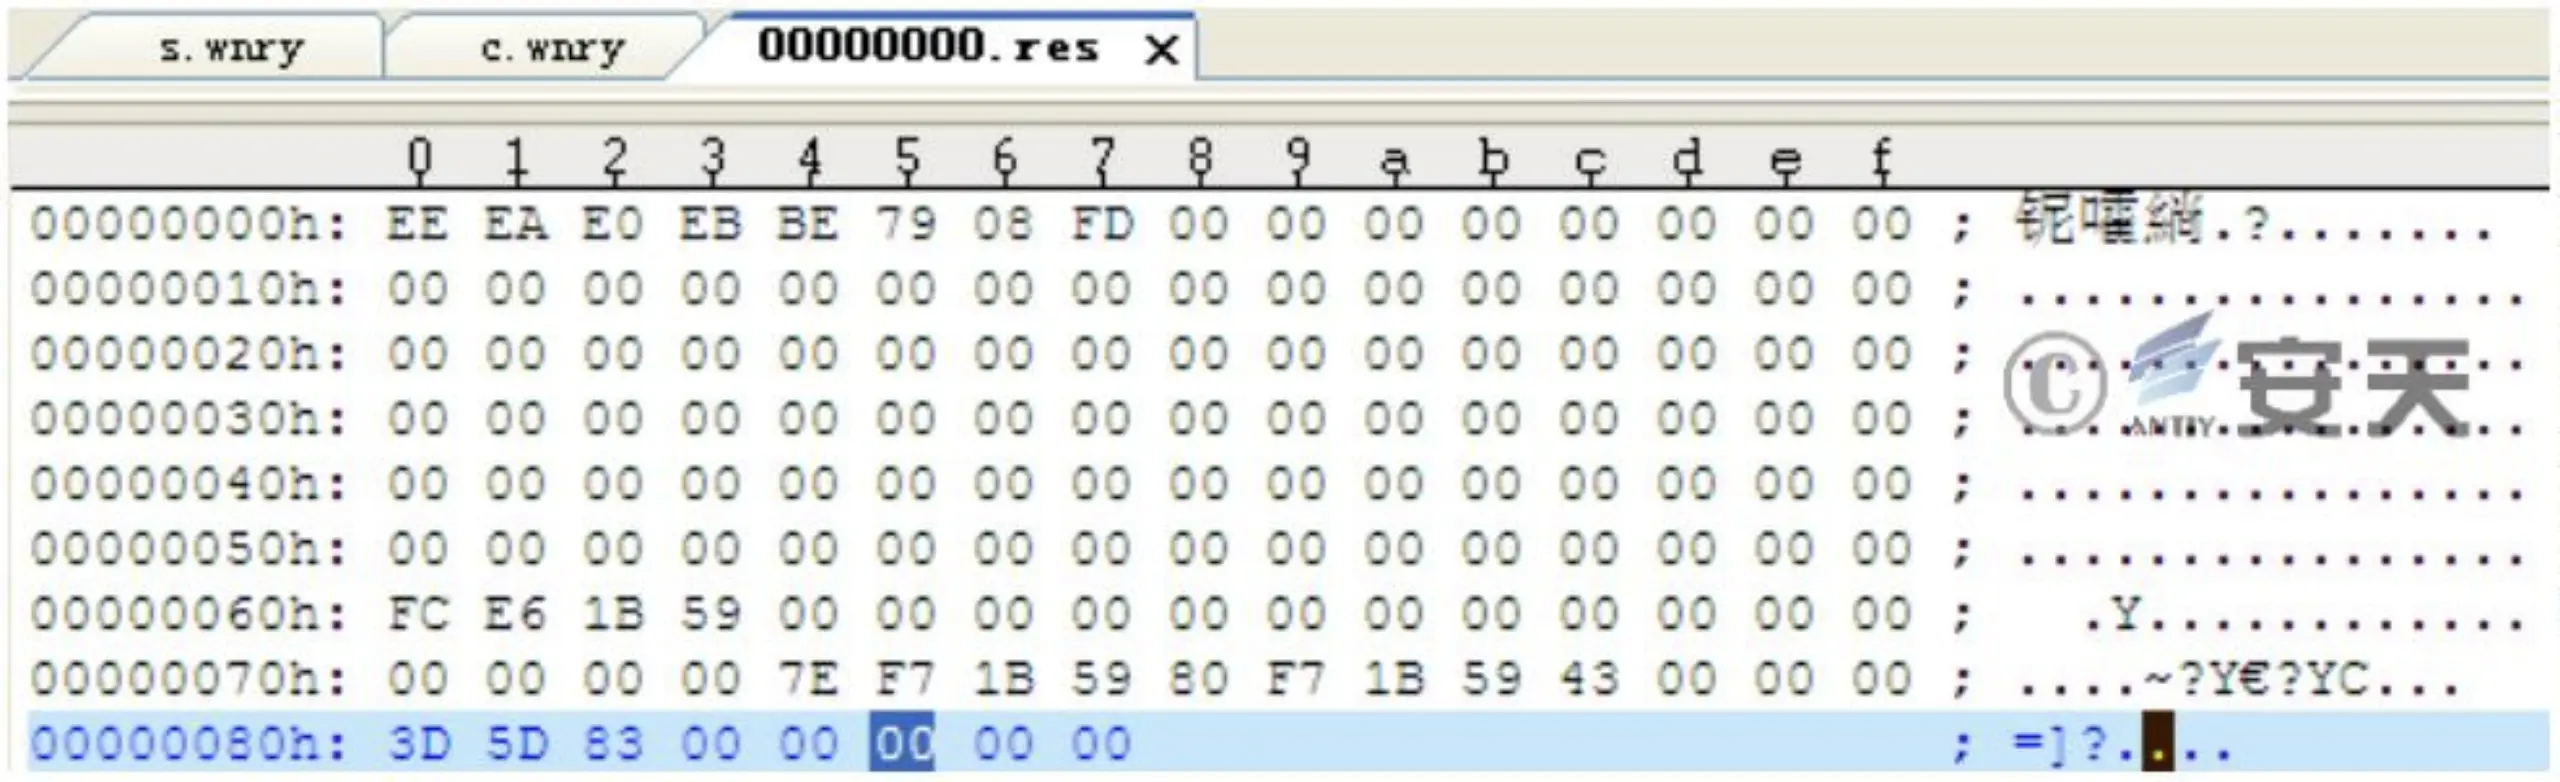 s.wnry c.wnry 00000000.res X
0 1 2 3 4 5 6 7 8 9 a b c d e f
00000000h: EE EA E0 EB BE 79 08 FD 00 00 00 00 00 00 00 00 ; 铌嚯緔.?.......
00000010h: 00 00 00 00 00 00 00 00 00 00 00 00 00 00 00 00 ; ................
00000020h: 00 00 00 00 00 00 00 00 00 00 00 00 00 00 00 00 ; ................
00000030h: 00 00 00 00 00 00 00 00 00 00 00 00 00 00 00 00 ; ................
© ANTIY 安天
00000040h: 00 00 00 00 00 00 00 00 00 00 00 00 00 00 00 00 ; ................
00000050h: 00 00 00 00 00 00 00 00 00 00 00 00 00 00 00 00 ; ................
00000060h: FC E6 1B 59 00 00 00 00 00 00 00 00 00 00 00 00 ; .Y............
00000070h: 00 00 00 00 7E F7 1B 59 80 F7 1B 59 43 00 00 00 ; ....~?Y€?YC...
00000080h: 3D 5D 83 00 00 00 00 00 ; =]?....